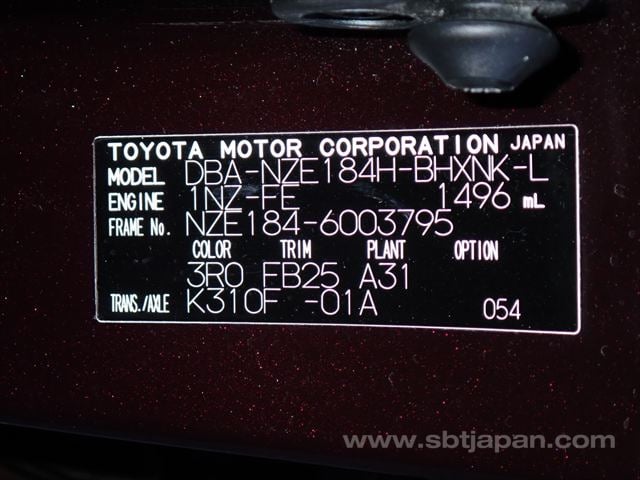 TOYOTA MOTOR CORPORATION JAPAN
MODEL DBA-NZE184H-BHXNK-L
ENGINE 1NZ-FE 1496 mL
FRAME No. NZE184-6003795
COLOR TRIM PLANT OPTION
3R0 FB25 A31
TRANS./AXLE K310F -01A 054
www.sbtjapan.com